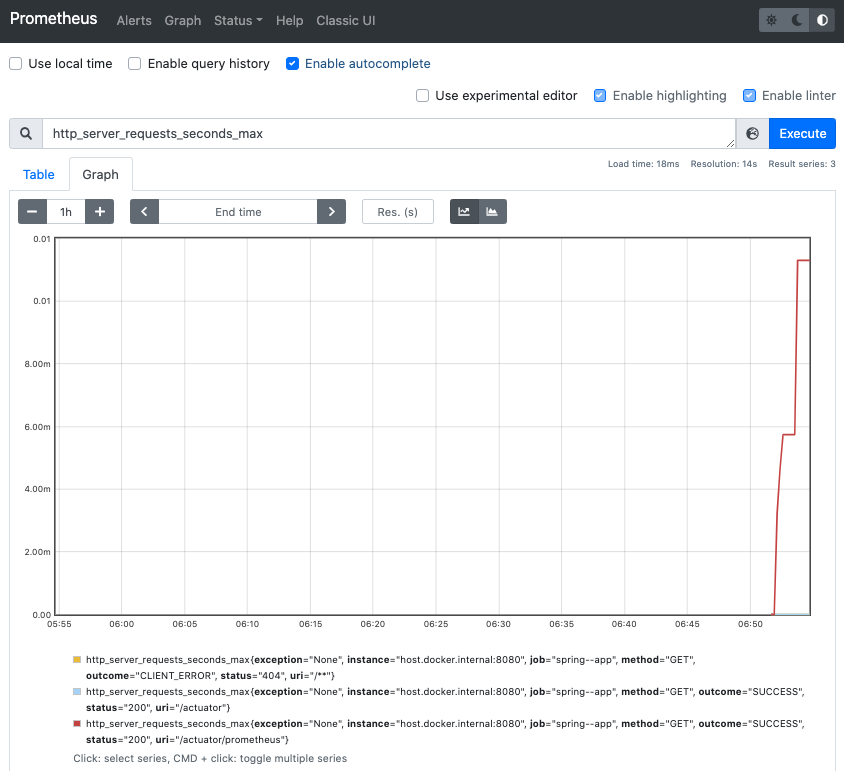 Prometheus Alerts Graph Status Help Classic UI
Use local time Enable query history Enable autocomplete
Use experimental editor Enable highlighting Enable linter
http_server_requests_seconds_max Execute
Load time: 18ms Resolution: 14s Result series: 3
Table Graph
1h End time Res. (s)
0.01
0.01
8.00m
6.00m
4.00m
2.00m
0.00
05:55 06:00 06:05 06:10 06:15 06:20 06:25 06:30 06:35 06:40 06:45 06:50
http_server_requests_seconds_max{exception="None", instance="host.docker.internal:8080", job="spring--app", method="GET",
outcome="CLIENT_ERROR", status="404", uri="/**"}
http_server_requests_seconds_max{exception="None", instance="host.docker.internal:8080", job="spring--app", method="GET", outcome="SUCCESS",
status="200", uri="/actuator"}
http_server_requests_seconds_max{exception="None", instance="host.docker.internal:8080", job="spring--app", method="GET", outcome="SUCCESS",
status="200", uri="/actuator/prometheus"}
Click: select series, CMD + click: toggle multiple series